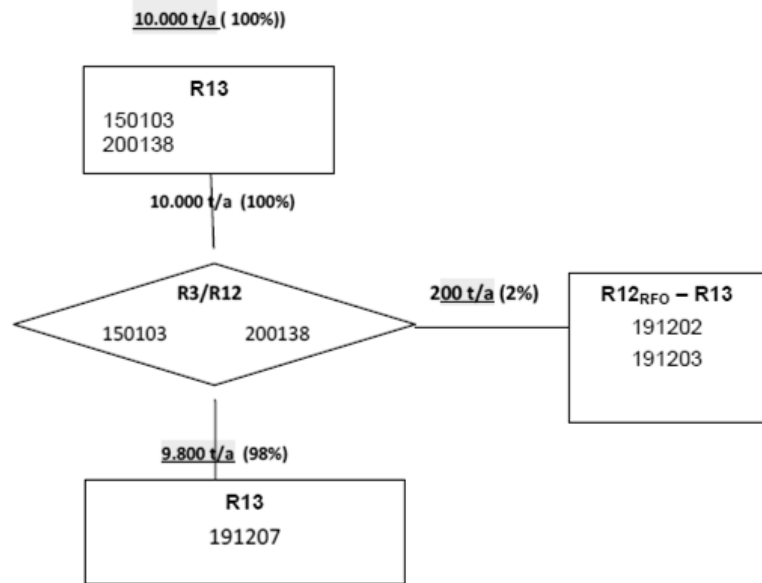 10.000 t/a ( 100%))
R13
150103
200138
10.000 t/a (100%)
R3/R12
150103 200138
200 t/a (2%)
R12RFO – R13
191202
191203
9.800 t/a (98%)
R13
191207